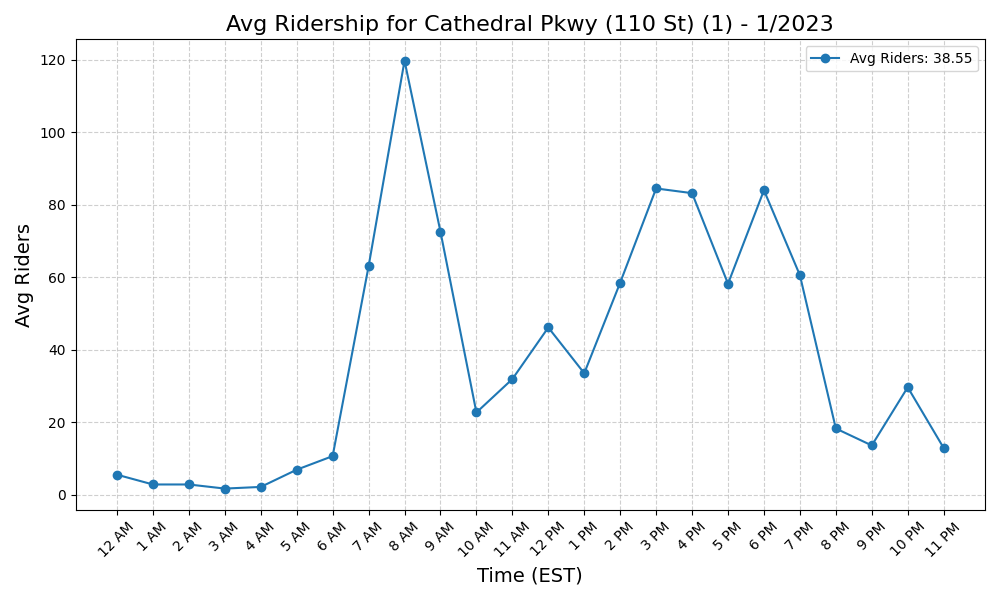 Avg Ridership for Cathedral Pkwy (110 St) (1) - 1/2023
Avg Riders: 38.55
Avg Riders
120
100
80
60
40
20
0
12 AM
1 AM
2 AM
3 AM
4 AM
5 AM
6 AM
7 AM
8 AM
9 AM
10 AM
11 AM
12 PM
1 PM
2 PM
3 PM
4 PM
5 PM
6 PM
7 PM
8 PM
9 PM
10 PM
11 PM
Time (EST)